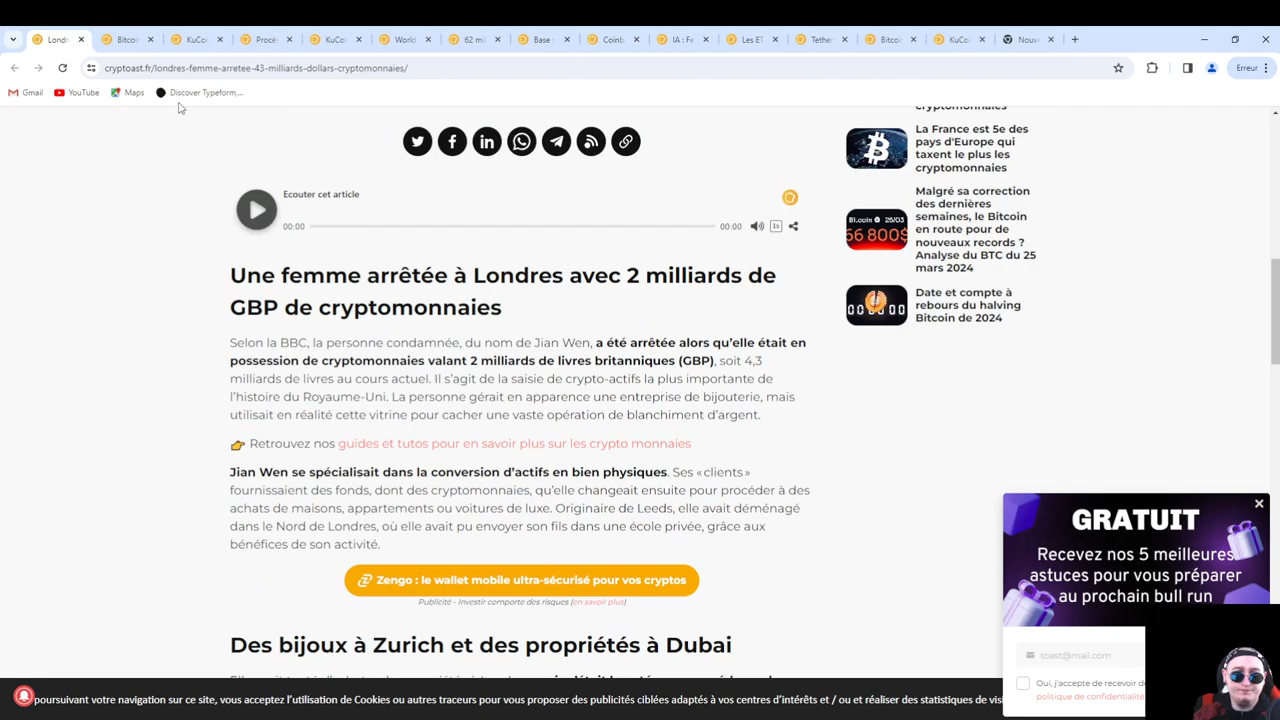 Londr
Bitcoi
KuCoi
Procè
KuCoi
World
62 mi
Base :
Coinb
IA : Fe
Les ET
Tether
Bitcoi
KuCoi
Nouv
cryptoast.fr/londres-femme-arretee-43-milliards-dollars-cryptomonnaies/
Erreur
Gmail
YouTube
Maps
Discover Typeform,...
Ecouter cet article
00:00
00:00
1x
Une femme arrêtée à Londres avec 2 milliards de
GBP de cryptomonnaies
Selon la BBC, la personne condamnée, du nom de Jian Wen, a été arrêtée alors qu'elle était en
possession de cryptomonnaies valant 2 milliards de livres britanniques (GBP), soit 4,3
milliards de livres au cours actuel. Il s'agit de la saisie de crypto-actifs la plus importante de
l'histoire du Royaume-Uni. La personne gérait en apparence une entreprise de bijouterie, mais
utilisait en réalité cette vitrine pour cacher une vaste opération de blanchiment d'argent.
Retrouvez nos guides et tutos pour en savoir plus sur les crypto monnaies
Jian Wen se spécialisait dans la conversion d'actifs en bien physiques. Ses « clients »
fournissaient des fonds, dont des cryptomonnaies, qu'elle changeait ensuite pour procéder à des
achats de maisons, appartements ou voitures de luxe. Originaire de Leeds, elle avait déménagé
dans le Nord de Londres, où elle avait pu envoyer son fils dans une école privée, grâce aux
bénéfices de son activité.
Zengo : le wallet mobile ultra-sécurisé pour vos cryptos
Publicité - Investir comporte des risques (en savoir plus)
Des bijoux à Zurich et des propriétés à Dubai
cryptomonnaies
La France est 5e des
pays d'Europe qui
taxent le plus les
cryptomonnaies
Malgré sa correction
des dernières
semaines, le Bitcoin
en route pour de
nouveaux records ?
Analyse du BTC du 25
mars 2024
25/03
66 800$
Date et compte à
rebours du halving
Bitcoin de 2024
GRATUIT
Recevez nos 5 meilleures
astuces pour vous préparer
au prochain bull run
toast@mail.com
Oui, j'accepte de recevoir de
politique de confidentialité
poursuivant votre navigation sur ce site, vous acceptez l'utilisation de Cookies ou autres traceurs pour vous proposer des publicités ciblées adaptés à vos centres d'intérêts et / ou et réaliser des statistiques de visi